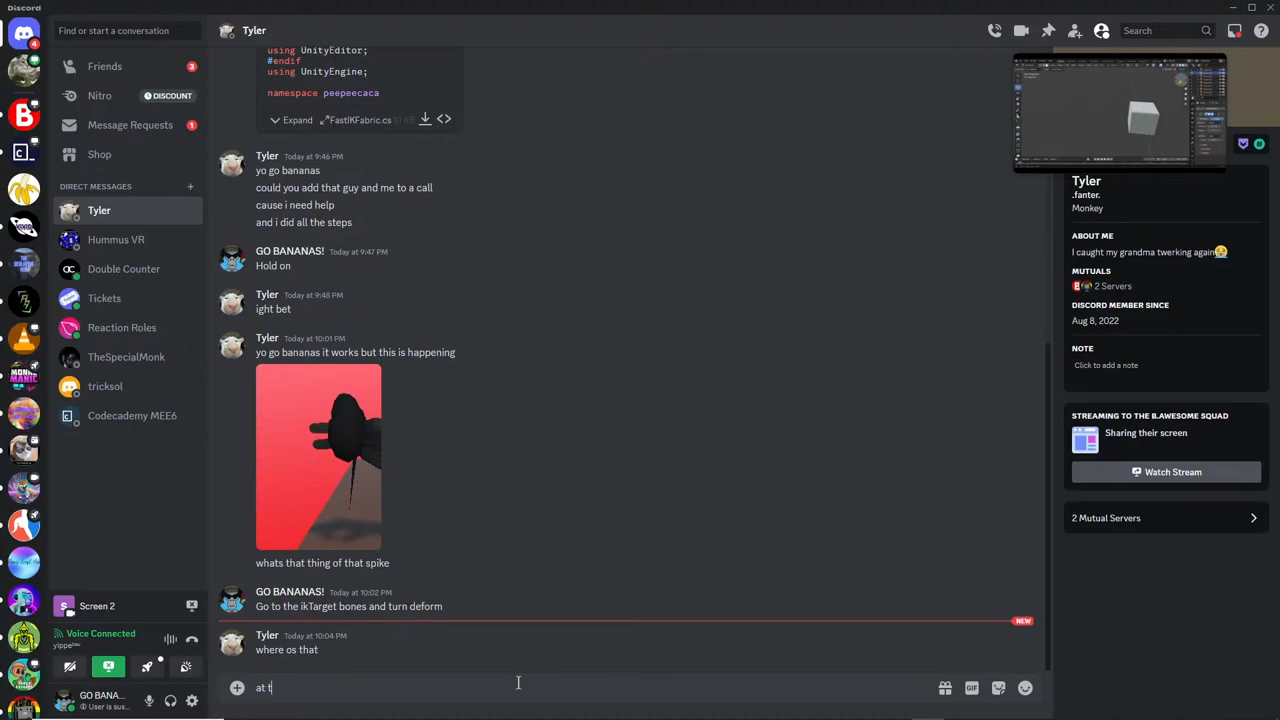 Discord
Find or start a conversation
Tyler
Search
4
Friends
3
Nitro
DISCOUNT
Message Requests
1
Shop
DIRECT MESSAGES
Tyler
Hummus VR
Double Counter
Tickets
Reaction Roles
TheSpecialMonk
tricksol
Codecademy MEE6
S
Screen 2
Voice Connected
yippe
GO BANA...
User is sus...
using UnityEditor;
#endif
using UnityEngine;
namespace peepeecaca
Expand
FastIKFabric.cs
Tyler Today at 9:46 PM
yo go bananas
could you add that guy and me to a call
cause i need help
and i did all the steps
GO BANANAS! Today at 9:47 PM
Hold on
Tyler Today at 9:48 PM
ight bet
Tyler Today at 10:01 PM
yo go bananas it works but this is happening
whats that thing of that spike
GO BANANAS! Today at 10:02 PM
Go to the ikTarget bones and turn deform
NEW
Tyler Today at 10:04 PM
where os that
at t
GIF
Tyler
.fanter.
Monkey
ABOUT ME
I caught my grandma twerking again😭
MUTUALS
2 Servers
DISCORD MEMBER SINCE
Aug 8, 2022
NOTE
Click to add a note
STREAMING TO THE B.AWESOME SQUAD
Sharing their screen
Watch Stream
2 Mutual Servers